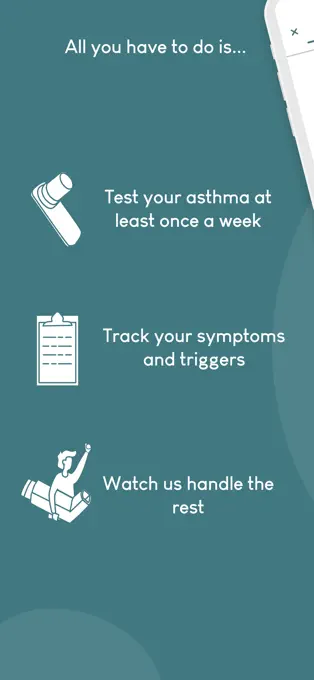 All you have to do is...
Test your asthma at
least once a week
Track your symptoms
and triggers
Watch us handle the
rest